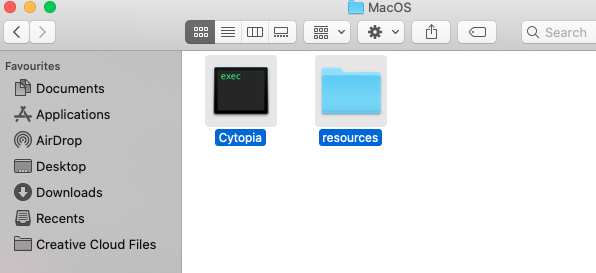 MacOS
Search
Favourites
Documents
Applications
AirDrop
Desktop
Downloads
Recents
Creative Cloud Files
exec
Cytopia
resources